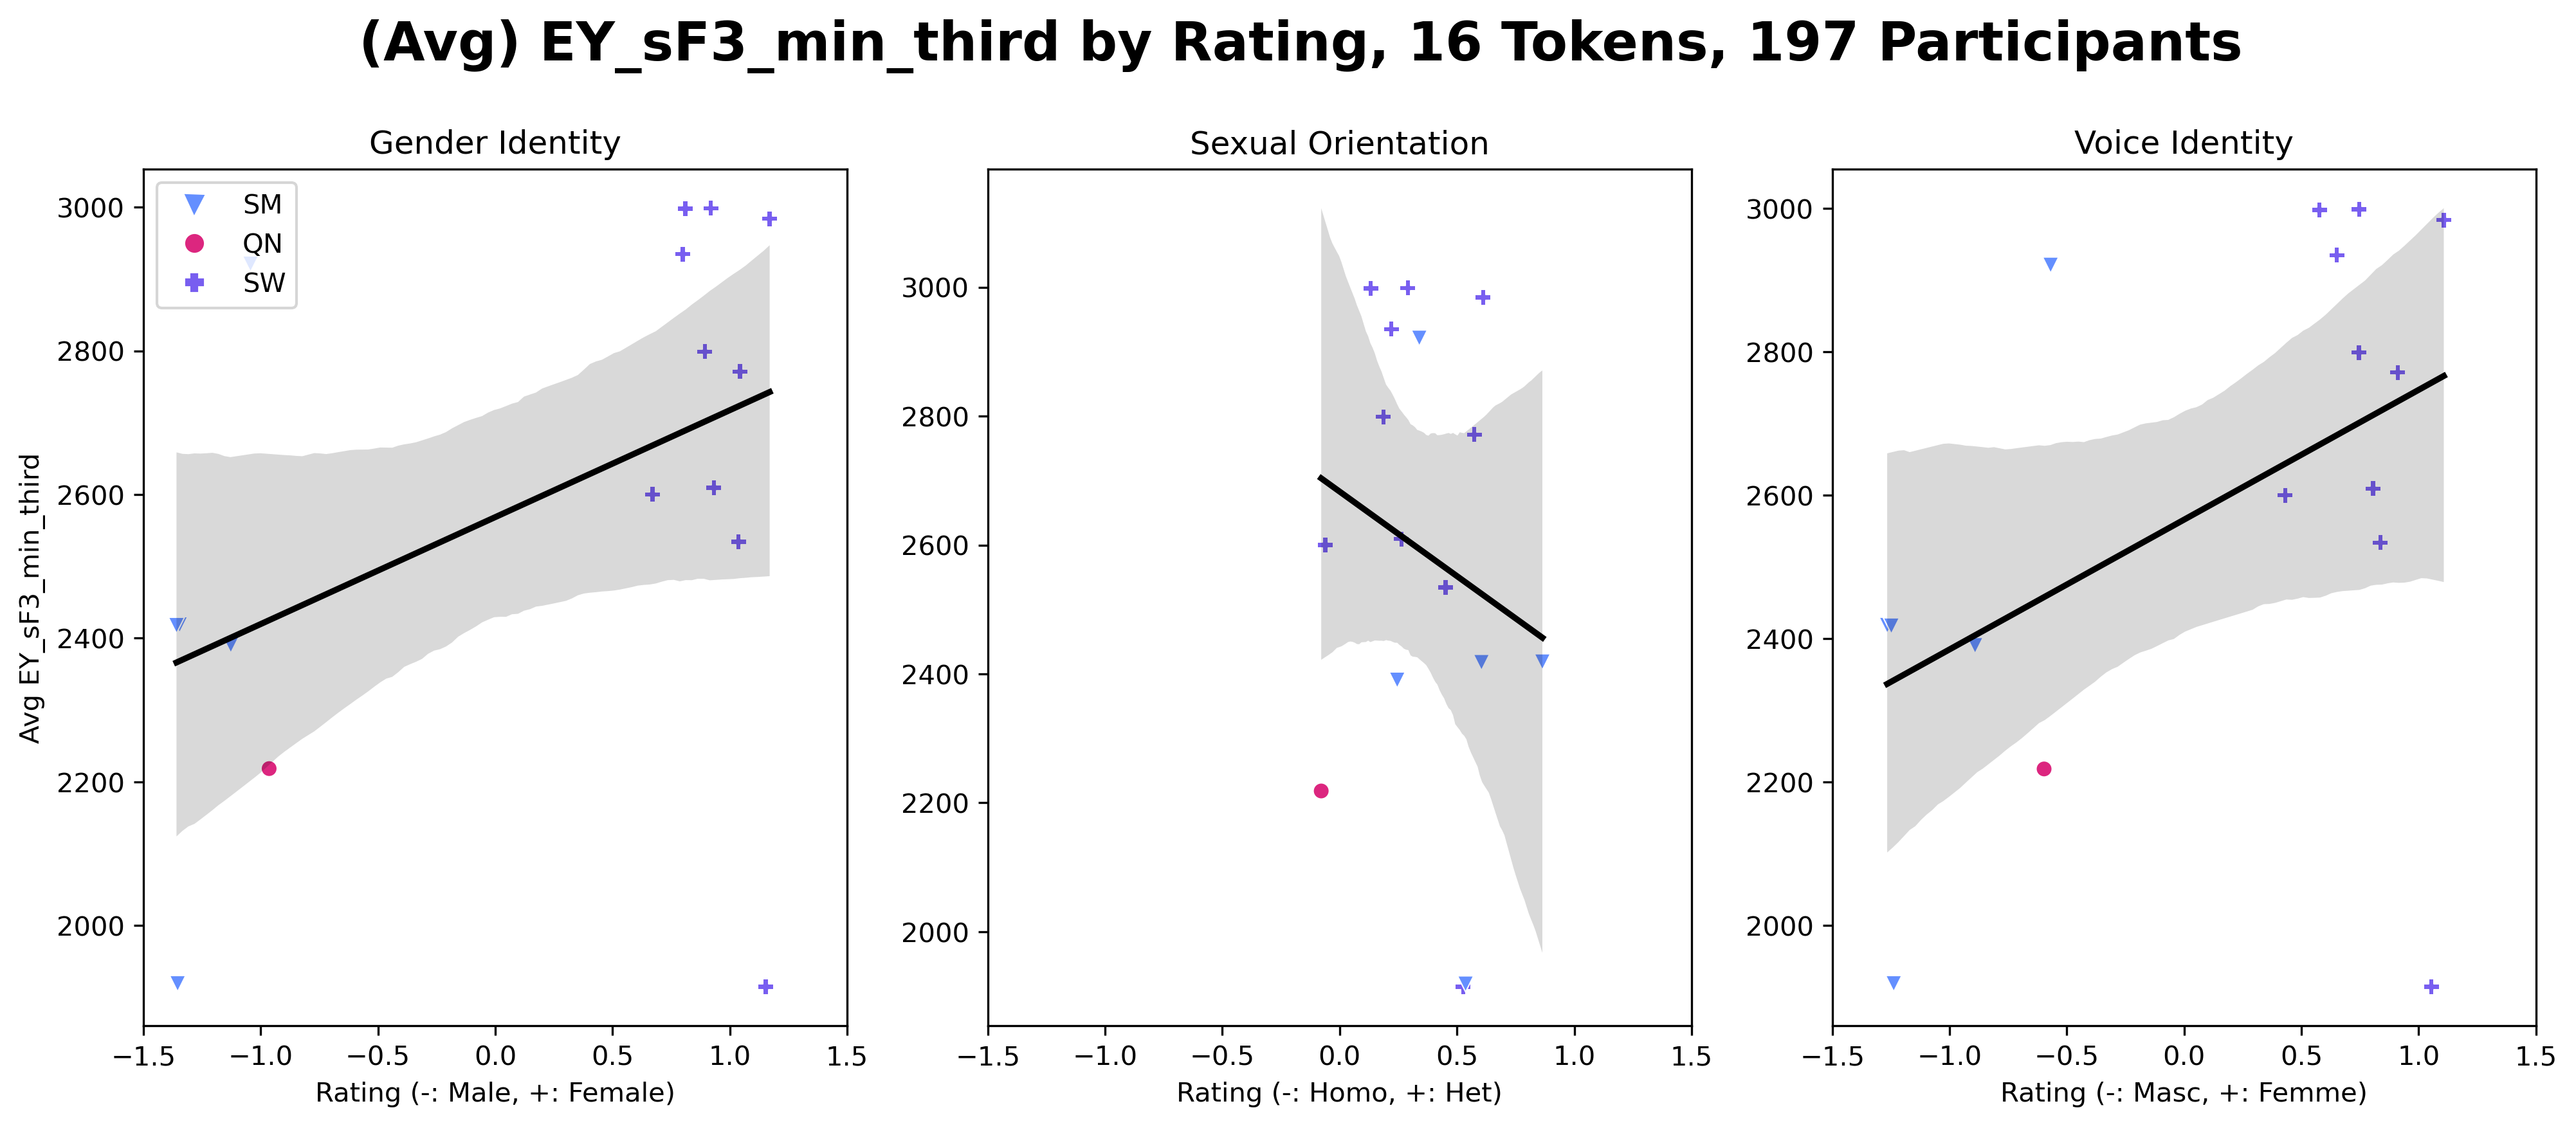 (Avg) EY_sF3_min_third by Rating, 16 Tokens, 197 Participants
Gender Identity
Sexual Orientation
Voice Identity
SM
QN
SW
Avg EY_sF3_min_third
3000
2800
2600
2400
2200
2000
−1.5 −1.0 −0.5 0.0 0.5 1.0 1.5
Rating (-: Male, +: Female)
3000
2800
2600
2400
2200
2000
−1.5 −1.0 −0.5 0.0 0.5 1.0 1.5
Rating (-: Homo, +: Het)
3000
2800
2600
2400
2200
2000
−1.5 −1.0 −0.5 0.0 0.5 1.0 1.5
Rating (-: Masc, +: Femme)